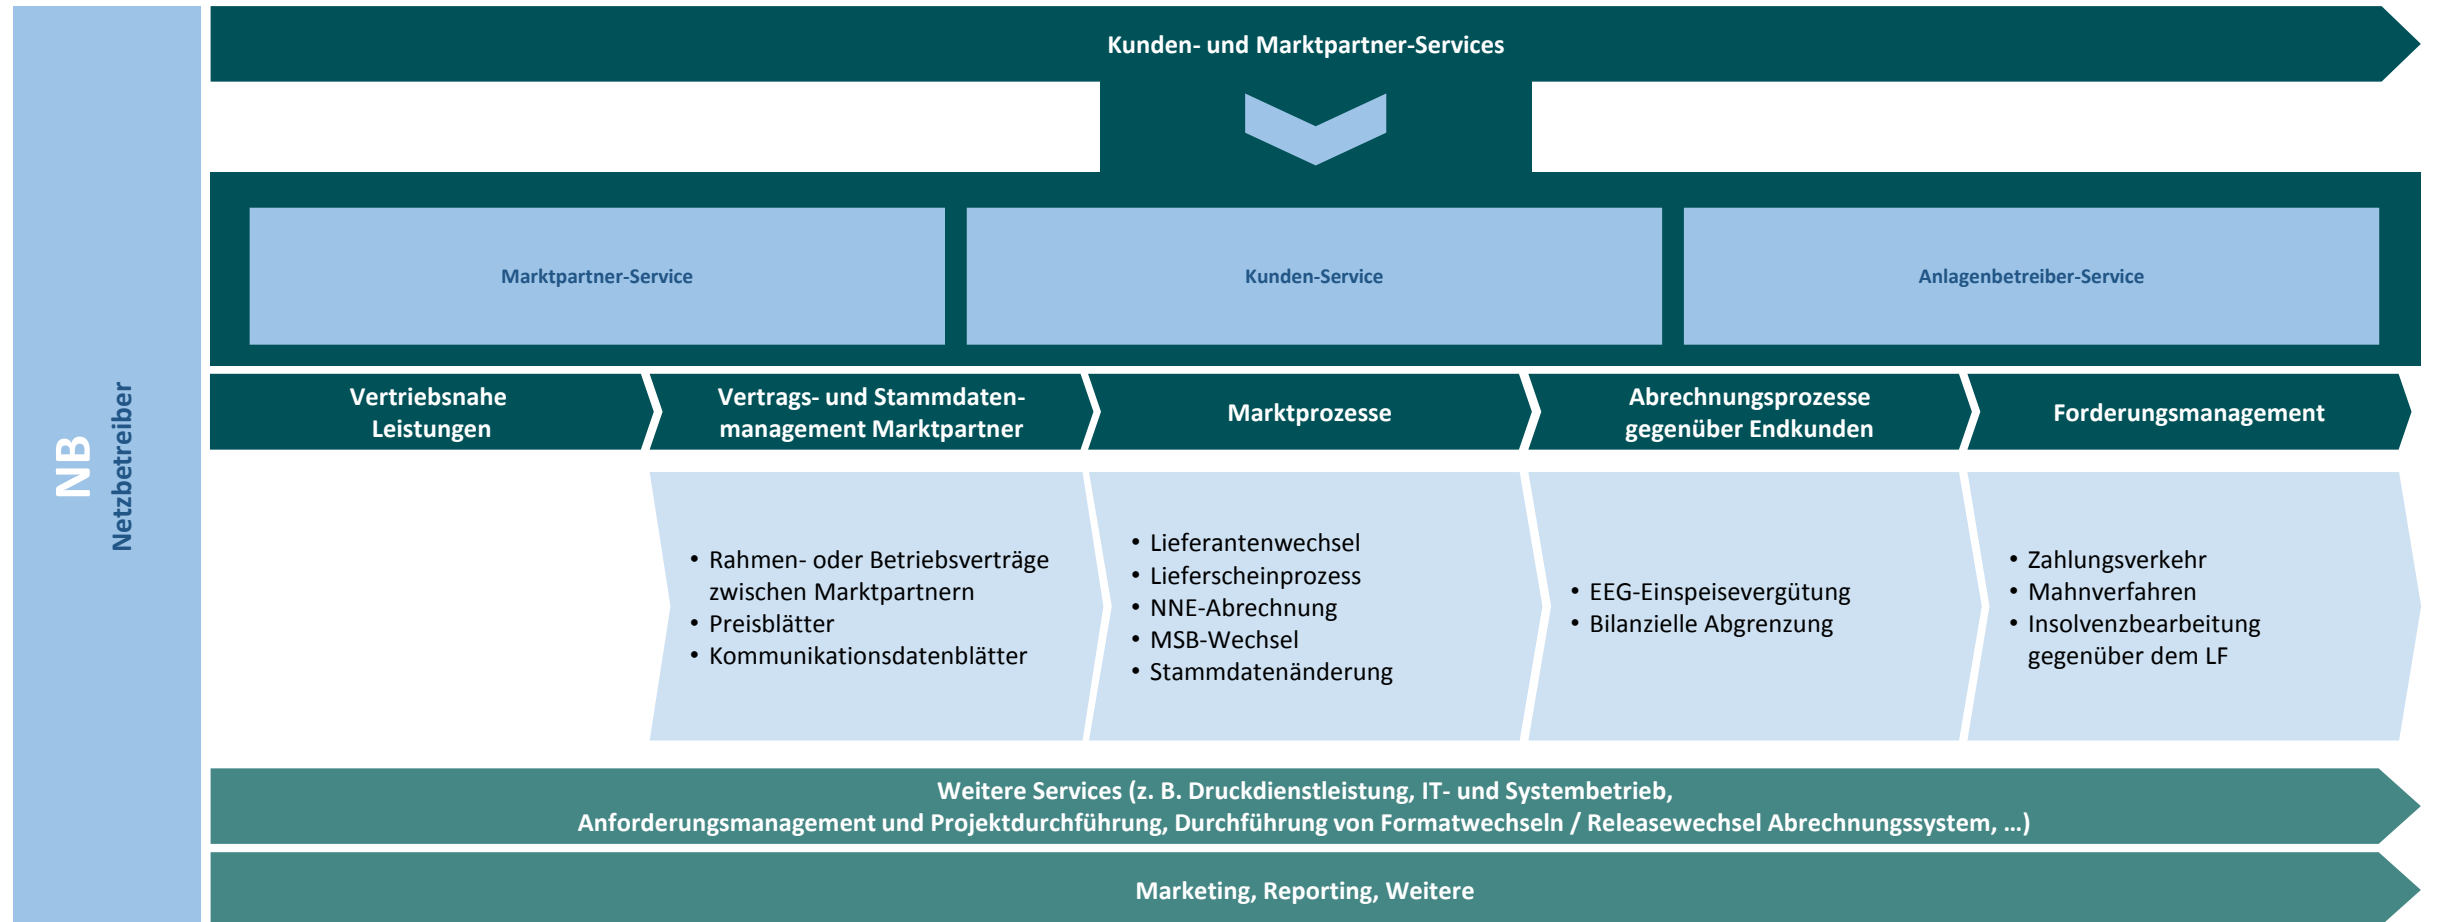 NB
Netzbetreiber
Kunden- und Marktpartner-Services
Marktpartner-Service
Kunden-Service
Anlagenbetreiber-Service
Vertriebsnahe
Leistungen
Vertrags- und Stammdaten-
management Marktpartner
Marktprozesse
Abrechnungsprozesse
gegenüber Endkunden
Forderungsmanagement
• Rahmen- oder Betriebsverträge
zwischen Marktpartnern
• Preisblätter
• Kommunikationsdatenblätter
• Lieferantenwechsel
• Lieferscheinprozess
• NNE-Abrechnung
• MSB-Wechsel
• Stammdatenänderung
• EEG-Einspeisevergütung
• Bilanzielle Abgrenzung
• Zahlungsverkehr
• Mahnverfahren
• Insolvenzbearbeitung
gegenüber dem LF
Weitere Services (z. B. Druckdienstleistung, IT- und Systembetrieb,
Anforderungsmanagement und Projektdurchführung, Durchführung von Formatwechseln / Releasewechsel Abrechnungssystem, …)
Marketing, Reporting, Weitere